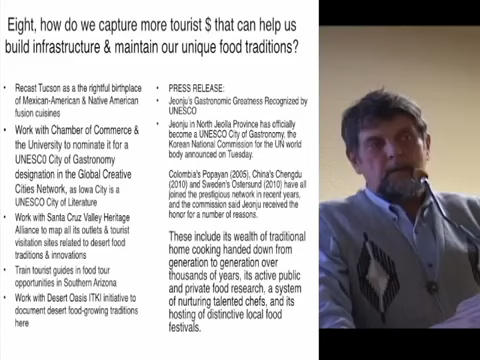 Eight, how do we capture more tourist $ that can help us
build infrastructure & maintain our unique food traditions?
• Recast Tucson as the rightful birthplace
of Mexican-American & Native American
fusion cuisines
• Work with Chamber of Commerce &
the University to nominate it for a
UNESCO City of Gastronomy
designation in the Global Creative
Cities Network, as Iowa City is a
UNESCO City of Literature
• Work with Santa Cruz Valley Heritage
Alliance to map all its outlets & tourist
visitation sites related to desert food
traditions & innovations
• Train tourist guides in food tour
opportunities in Southern Arizona
• Work with Desert Oasis ITKI initiative to
document desert food-growing traditions
here
• PRESS RELEASE:
• Jeonju's Gastronomic Greatness Recognized by
UNESCO
• Jeonju in North Jeolla Province has officially
become a UNESCO City of Gastronomy, the
Korean National Commission for the UN world
body announced on Tuesday.
Colombia's Popayan (2005), China's Chengdu
(2010) and Sweden's Ostersund (2010) have all
joined the prestigious network in recent years, and
the commission said Jeonju received the
honor for a number of reasons.
These include its wealth of traditional
home cooking handed down from
generation to generation over
thousands of years, its active public
and private food research, a system
of nurturing talented chefs, and its
hosting of distinctive local food
festivals.